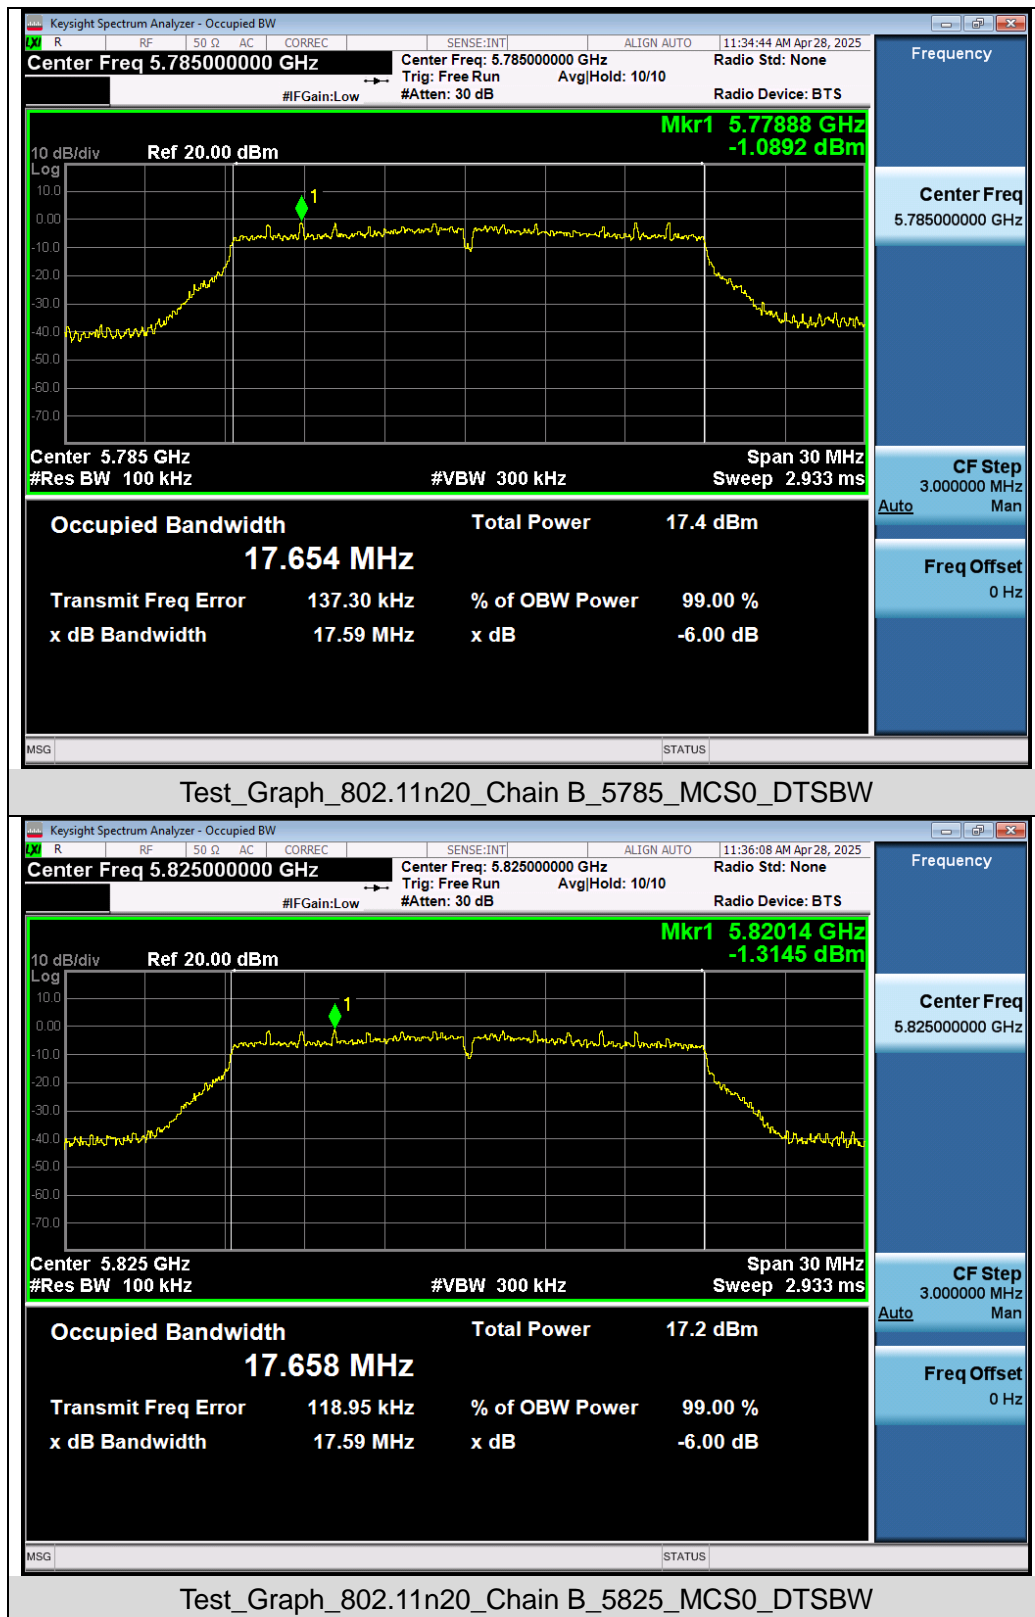 Keysight Spectrum Analyzer - Occupied BW
LXI R RF 50 Ω AC CORREC SENSE:INT ALIGN AUTO 11:34:44 AM Apr 28, 2025
Center Freq 5.785000000 GHz
Center Freq: 5.785000000 GHz
Radio Std: None
Trig: Free Run Avg|Hold: 10/10
#IFGain:Low
#Atten: 30 dB
Radio Device: BTS
Frequency
Mkr1 5.77888 GHz
-1.0892 dBm
10 dB/div Ref 20.00 dBm
Log
10.0
0.00
-10.0
-20.0
-30.0
-40.0
-50.0
-60.0
-70.0
1
Center 5.785 GHz
Span 30 MHz
#Res BW 100 kHz
#VBW 300 kHz
Sweep 2.933 ms
Center Freq
5.785000000 GHz
CF Step
3.000000 MHz
Auto Man
Freq Offset
0 Hz
Occupied Bandwidth
Total Power 17.4 dBm
17.654 MHz
Transmit Freq Error 137.30 kHz % of OBW Power 99.00 %
x dB Bandwidth 17.59 MHz x dB -6.00 dB
MSG STATUS
Test_Graph_802.11n20_Chain B_5785_MCS0_DTSBW
Keysight Spectrum Analyzer - Occupied BW
LXI R RF 50 Ω AC CORREC SENSE:INT ALIGN AUTO 11:36:08 AM Apr 28, 2025
Center Freq 5.825000000 GHz
Center Freq: 5.825000000 GHz
Radio Std: None
Trig: Free Run Avg|Hold: 10/10
#IFGain:Low
#Atten: 30 dB
Radio Device: BTS
Frequency
Mkr1 5.82014 GHz
-1.3145 dBm
10 dB/div Ref 20.00 dBm
Log
10.0
0.00
-10.0
-20.0
-30.0
-40.0
-50.0
-60.0
-70.0
1
Center 5.825 GHz
Span 30 MHz
#Res BW 100 kHz
#VBW 300 kHz
Sweep 2.933 ms
Center Freq
5.825000000 GHz
CF Step
3.000000 MHz
Auto Man
Freq Offset
0 Hz
Occupied Bandwidth
Total Power 17.2 dBm
17.658 MHz
Transmit Freq Error 118.95 kHz % of OBW Power 99.00 %
x dB Bandwidth 17.59 MHz x dB -6.00 dB
MSG STATUS
Test_Graph_802.11n20_Chain B_5825_MCS0_DTSBW